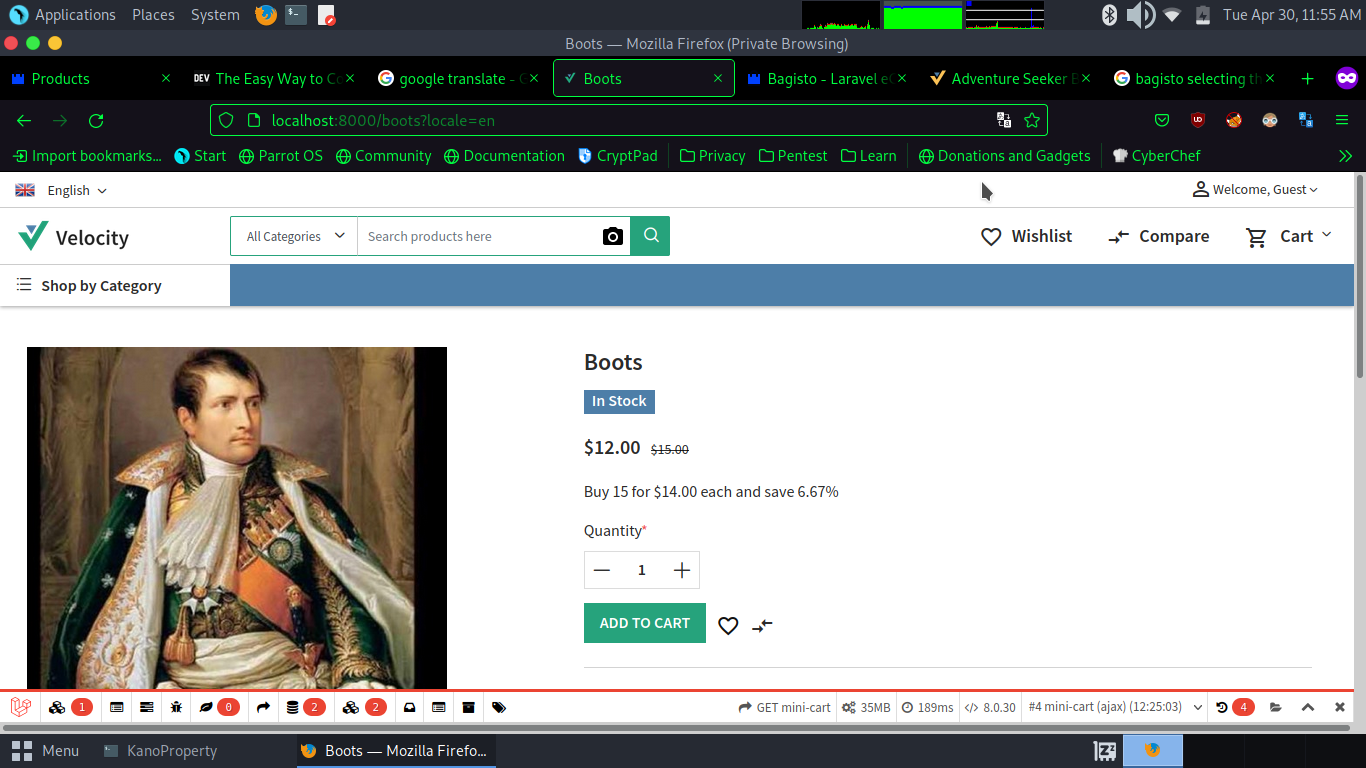 Applications Places System Tue Apr 30, 11:55 AM
Boots — Mozilla Firefox (Private Browsing)
Products DEV The Easy Way to Boots Bagisto - Laravel Adventure Seeker bagisto selecting
google translate -
localhost:8000/boots?locale=en
Import bookmarks... Start Parrot OS Community Documentation CryptPad Privacy Pentest Learn Donations and Gadgets CyberChef
English Welcome, Guest
Velocity All Categories Search products here Wishlist Compare Cart
Shop by Category
Boots
In Stock
$12.00 $15.00
Buy 15 for $14.00 each and save 6.67%
Quantity*
1
ADD TO CART
1 0 2 2 GET mini-cart 35MB 189ms 8.0.30 #4 mini-cart (ajax) (12:25:03) 4
Menu KanoProperty Boots — Mozilla Firefo...